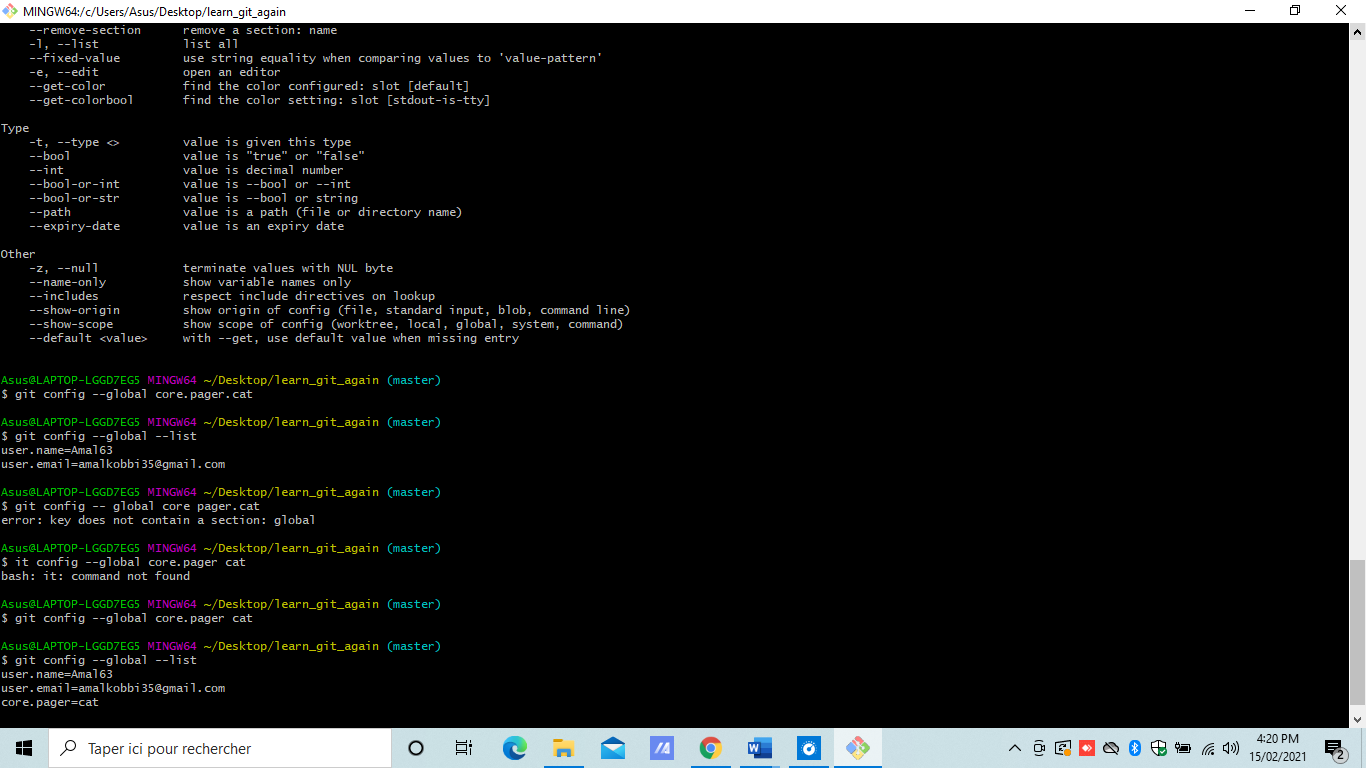 MINGW64:/c/Users/Asus/Desktop/learn_git_again
--remove-section remove a section: name
-l, --list list all
--fixed-value use string equality when comparing values to 'value-pattern'
-e, --edit open an editor
--get-color find the color configured: slot [default]
--get-colorbool find the color setting: slot [stdout-is-tty]
Type
-t, --type <> value is given this type
--bool value is "true" or "false"
--int value is decimal number
--bool-or-int value is --bool or --int
--bool-or-str value is --bool or string
--path value is a path (file or directory name)
--expiry-date value is an expiry date
Other
-z, --null terminate values with NUL byte
--name-only show variable names only
--includes respect include directives on lookup
--show-origin show origin of config (file, standard input, blob, command line)
--show-scope show scope of config (worktree, local, global, system, command)
--default <value> with --get, use default value when missing entry
Asus@LAPTOP-LGGD7EG5 MINGW64 ~/Desktop/learn_git_again (master)
$ git config --global core.pager.cat
Asus@LAPTOP-LGGD7EG5 MINGW64 ~/Desktop/learn_git_again (master)
$ git config --global --list
user.name=Amal63
user.email=amalkobbi35@gmail.com
Asus@LAPTOP-LGGD7EG5 MINGW64 ~/Desktop/learn_git_again (master)
$ git config -- global core pager.cat
error: key does not contain a section: global
Asus@LAPTOP-LGGD7EG5 MINGW64 ~/Desktop/learn_git_again (master)
$ it config --global core.pager cat
bash: it: command not found
Asus@LAPTOP-LGGD7EG5 MINGW64 ~/Desktop/learn_git_again (master)
$ git config --global core.pager cat
Asus@LAPTOP-LGGD7EG5 MINGW64 ~/Desktop/learn_git_again (master)
$ git config --global --list
user.name=Amal63
user.email=amalkobbi35@gmail.com
core.pager=cat
Taper ici pour rechercher
4:20 PM
15/02/2021
2